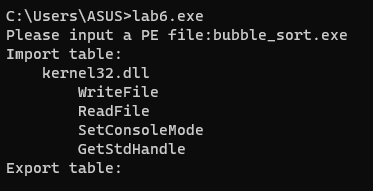 C:\Users\ASUS>lab6.exe
Please input a PE file:bubble_sort.exe
Import table:
    kernel32.dll
        WriteFile
        ReadFile
        SetConsoleMode
        GetStdHandle
Export table: